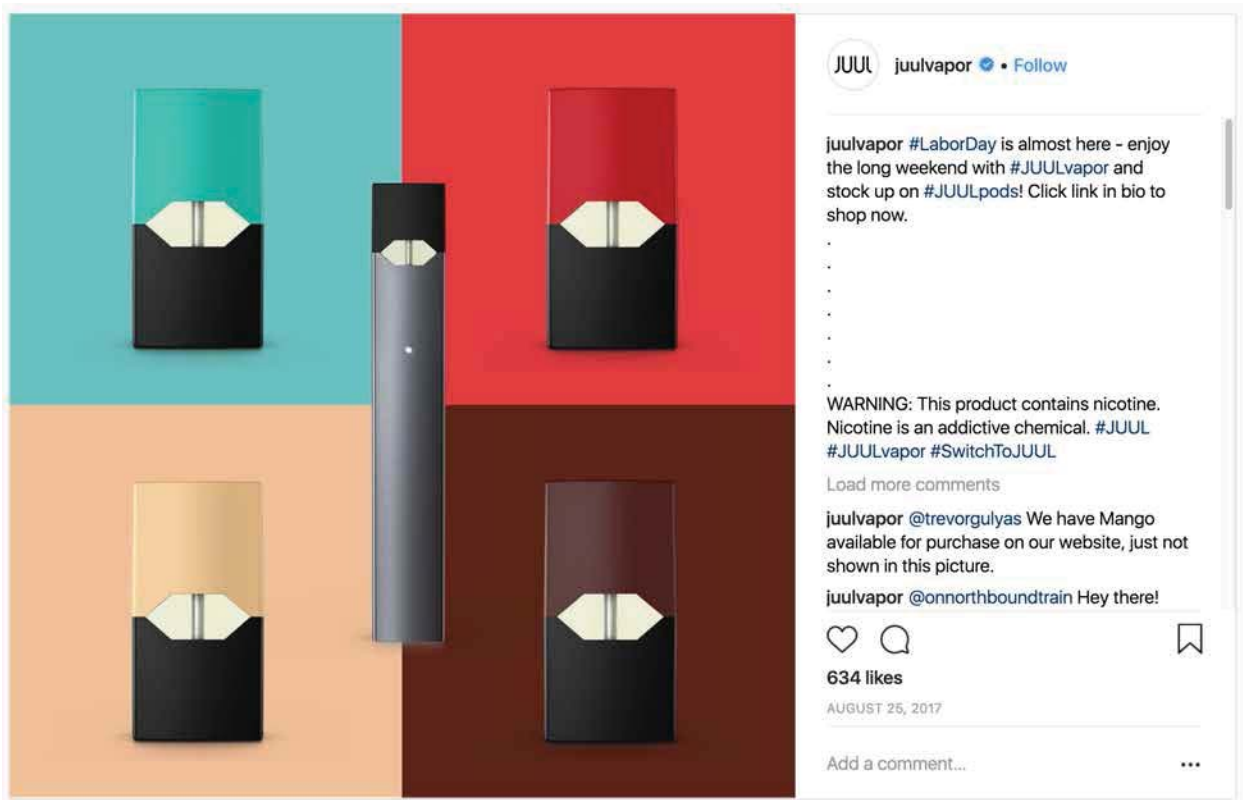 JUUL juulvapor • Follow
juulvapor #LaborDay is almost here - enjoy
the long weekend with #JUULvapor and
stock up on #JUULpods! Click link in bio to
shop now.
.
.
.
.
.
.
.
WARNING: This product contains nicotine.
Nicotine is an addictive chemical. #JUUL
#JUULvapor #SwitchToJUUL
Load more comments
juulvapor @trevorgulyas We have Mango
available for purchase on our website, just not
shown in this picture.
juulvapor @onnorthboundtrain Hey there!
634 likes
AUGUST 25, 2017
Add a comment...